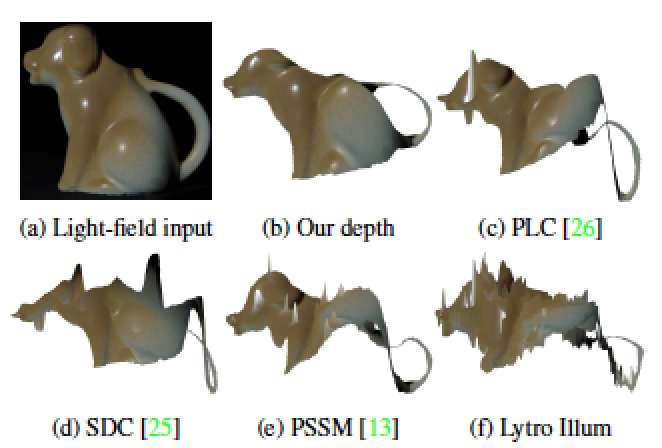 (a) Light-field input
(b) Our depth
(c) PLC [26]
(d) SDC [25]
(e) PSSM [13]
(f) Lytro Illum